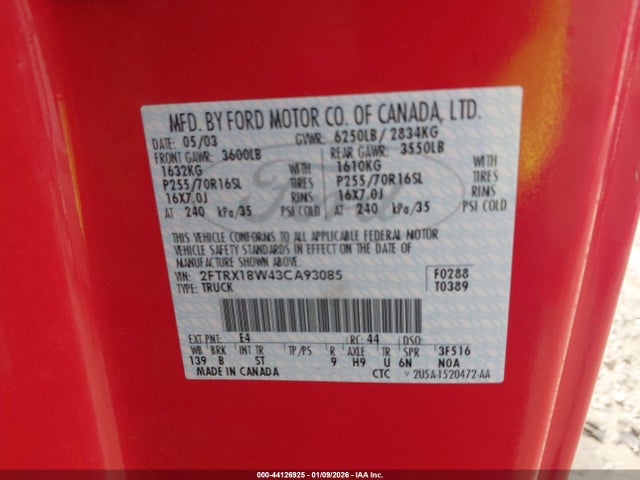 MFD. BY FORD MOTOR CO. OF CANADA, LTD.
DATE: 05/03 GVWR: 6250LB/ 2834KG
FRONT GAWR: 3600LB REAR GAWR: 3550LB
1632KG WITH 1610KG WITH
P255/70R16SL TIRES P255/70R16SL TIRES
16X7.0J RIMS 16X7.0J RIMS
AT 240 kPa/35 PSI COLD AT 240 kPa/35 PSI COLD
THIS VEHICLE CONFORMS TO ALL APPLICABLE FEDERAL MOTOR
VEHICLE SAFETY STANDARDS IN EFFECT ON THE DATE OF
MANUFACTURE SHOWN ABOVE.
VIN: 2FTRX18W43CA93085 F0288
TYPE: TRUCK T0389
EXT PNT: E4 RC: 44 DSO:
WB BRK INT TR TP/PS R AXLE TR SPR 3F516
139 B ST 9 H9 U 6N NOA
MADE IN CANADA CTC 2U5A-1520472-AA
000-44126925 - 01/09/2026 - IAA Inc.